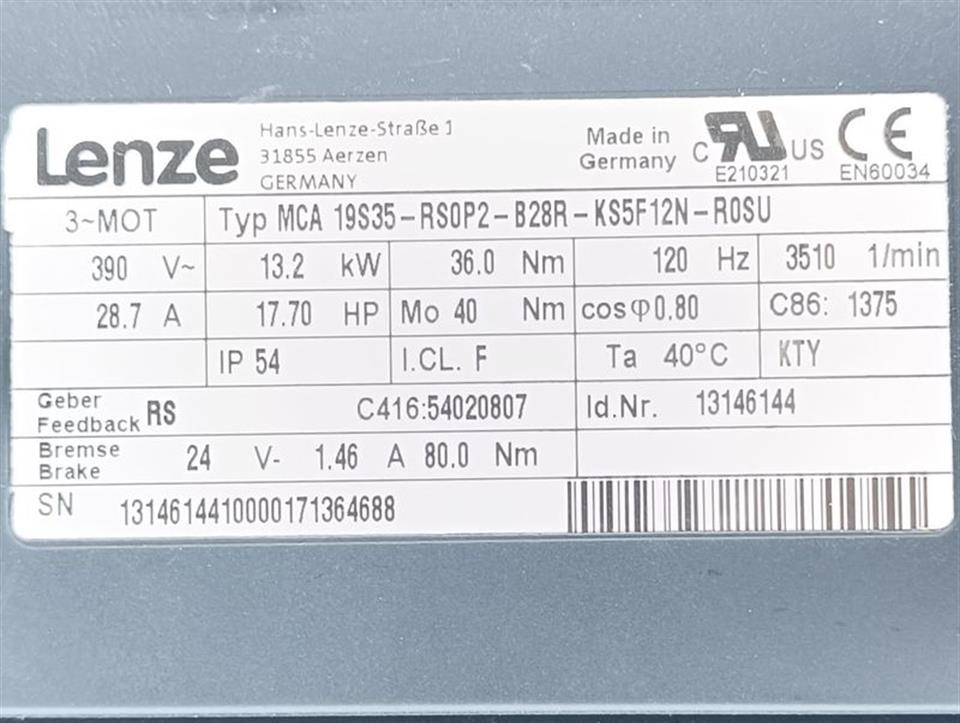 Lenze Hans-Lenze-Straße 1
31855 Aerzen
GERMANY
Made in
Germany
C RU US
E210321
CE
EN60034
3~MOT Typ MCA 19S35-RS0P2-B28R-KS5F12N-R0SU
390 V~ 13.2 kW 36.0 Nm 120 Hz 3510 1/min
28.7 A 17.70 HP Mo 40 Nm cosφ0.80 C86: 1375
IP 54 I.CL. F Ta 40°C KTY
Geber
Feedback RS C416:54020807 Id.Nr. 13146144
Bremse
Brake 24 V- 1.46 A 80.0 Nm
SN 1314614410000171364688